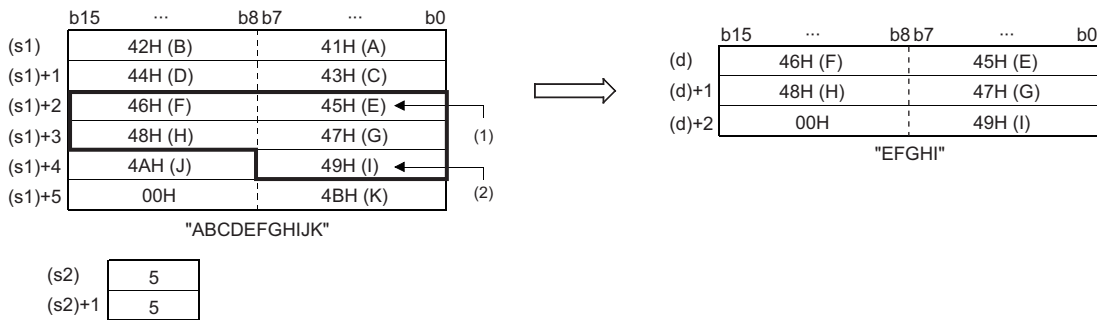 b15 ... b8 b7 ... b0
(s1) 42H (B) 41H (A)
(s1)+1 44H (D) 43H (C)
(s1)+2 46H (F) 45H (E)
(s1)+3 48H (H) 47H (G) (1)
(s1)+4 4AH (J) 49H (I)
(s1)+5 00H 4BH (K) (2)
"ABCDEFGHIJK"
(s2) 5
(s2)+1 5
b15 ... b8 b7 ... b0
(d) 46H (F) 45H (E)
(d)+1 48H (H) 47H (G)
(d)+2 00H 49H (I)
"EFGHI"